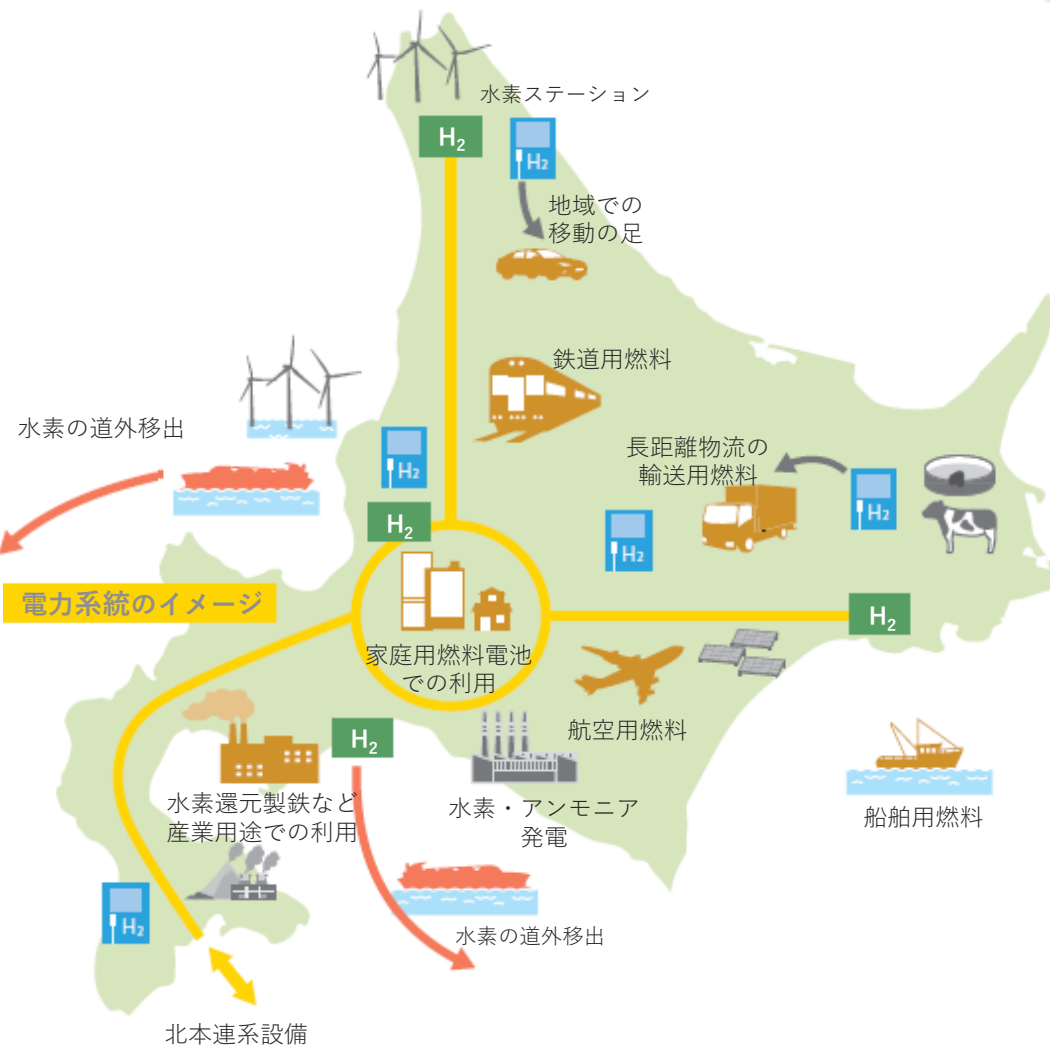 水素ステーション
H₂
H₂
地域での
移動の足
鉄道用燃料
水素の道外移出
長距離物流の
輸送用燃料
H₂
H₂
H₂
H₂
電力系統のイメージ
H₂
家庭用燃料電池
での利用
航空用燃料
H₂
水素還元製鉄など
産業用途での利用
水素・アンモニア
発電
船舶用燃料
H₂
水素の道外移出
北本連系設備